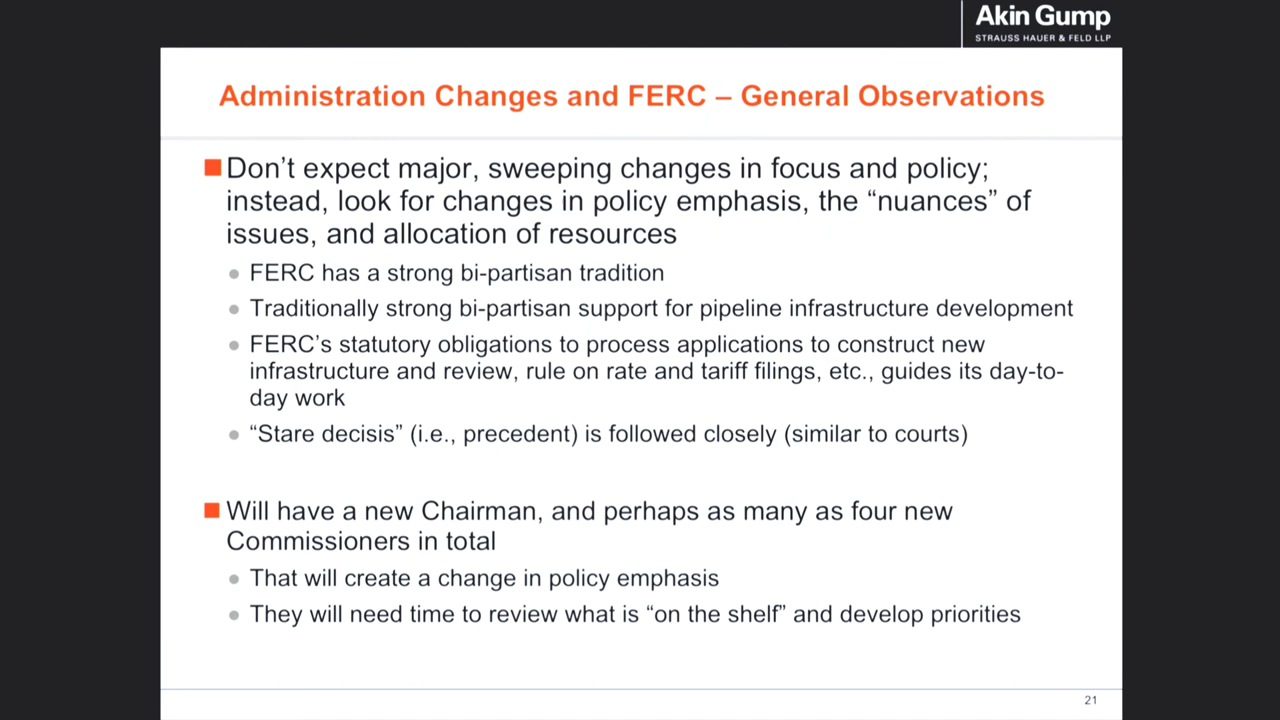 Akin Gump
STRAUSS HAUER & FELD LLP
Administration Changes and FERC – General Observations
Don’t expect major, sweeping changes in focus and policy;
instead, look for changes in policy emphasis, the “nuances” of
issues, and allocation of resources
FERC has a strong bi-partisan tradition
Traditionally strong bi-partisan support for pipeline infrastructure development
FERC’s statutory obligations to process applications to construct new
infrastructure and review, rule on rate and tariff filings, etc., guides its day-to-
day work
“Stare decisis” (i.e., precedent) is followed closely (similar to courts)
Will have a new Chairman, and perhaps as many as four new
Commissioners in total
That will create a change in policy emphasis
They will need time to review what is “on the shelf” and develop priorities
21